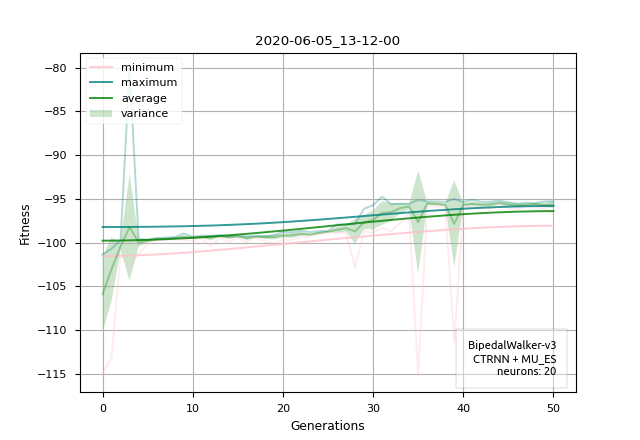 2020-06-05_13-12-00
minimum
maximum
average
variance
−80
−85
−90
−95
−100
−105
−110
−115
Fitness
BipedalWalker-v3
CTRNN + MU_ES
neurons: 20
0 10 20 30 40 50
Generations